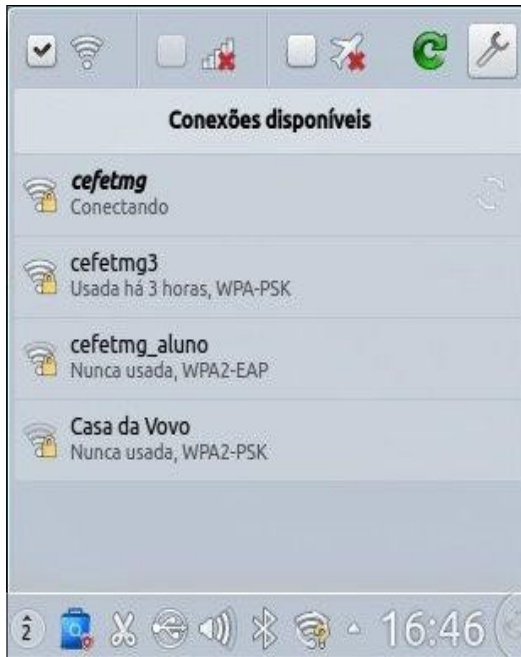 Conexões disponíveis
cefetmg
Conectando
cefetmg3
Usada há 3 horas, WPA-PSK
cefetmg_aluno
Nunca usada, WPA2-EAP
Casa da Vovo
Nunca usada, WPA2-PSK
2
16:46